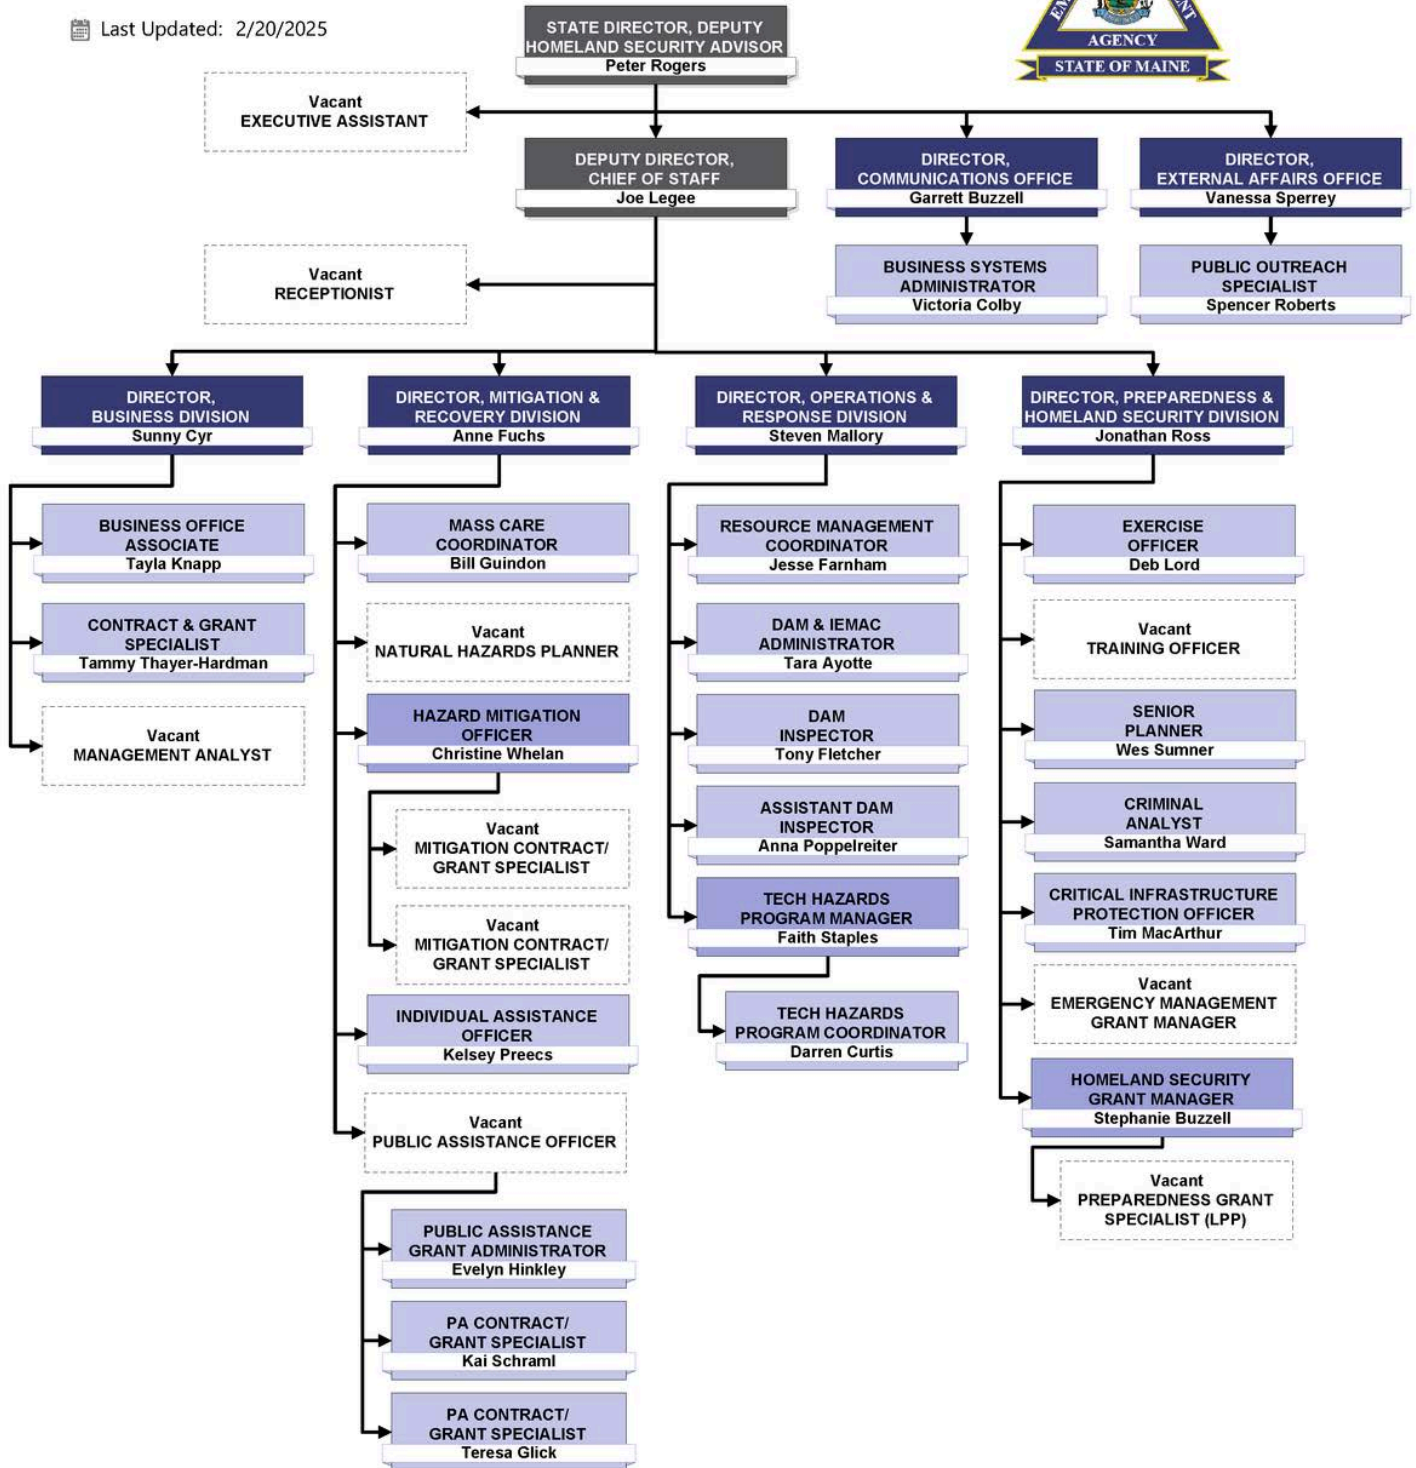 Last Updated: 2/20/2025
AGENCY
STATE OF MAINE
STATE DIRECTOR, DEPUTY
HOMELAND SECURITY ADVISOR
Peter Rogers
Vacant
EXECUTIVE ASSISTANT
DEPUTY DIRECTOR,
CHIEF OF STAFF
Joe Legee
DIRECTOR,
COMMUNICATIONS OFFICE
Garrett Buzzell
DIRECTOR,
EXTERNAL AFFAIRS OFFICE
Vanessa Sperrey
Vacant
RECEPTIONIST
BUSINESS SYSTEMS
ADMINISTRATOR
Victoria Colby
PUBLIC OUTREACH
SPECIALIST
Spencer Roberts
DIRECTOR,
BUSINESS DIVISION
Sunny Cyr
BUSINESS OFFICE
ASSOCIATE
Tayla Knapp
CONTRACT & GRANT
SPECIALIST
Tammy Thayer-Hardman
Vacant
MANAGEMENT ANALYST
DIRECTOR, MITIGATION &
RECOVERY DIVISION
Anne Fuchs
MASS CARE
COORDINATOR
Bill Guindon
Vacant
NATURAL HAZARDS PLANNER
HAZARD MITIGATION
OFFICER
Christine Whelan
Vacant
MITIGATION CONTRACT/
GRANT SPECIALIST
Vacant
MITIGATION CONTRACT/
GRANT SPECIALIST
INDIVIDUAL ASSISTANCE
OFFICER
Kelsey Preecs
Vacant
PUBLIC ASSISTANCE OFFICER
PUBLIC ASSISTANCE
GRANT ADMINISTRATOR
Evelyn Hinkley
PA CONTRACT/
GRANT SPECIALIST
Kai Schraml
PA CONTRACT/
GRANT SPECIALIST
Teresa Glick
DIRECTOR, OPERATIONS &
RESPONSE DIVISION
Steven Mallory
RESOURCE MANAGEMENT
COORDINATOR
Jesse Farnham
DAM & IEMAC
ADMINISTRATOR
Tara Ayotte
DAM
INSPECTOR
Tony Fletcher
ASSISTANT DAM
INSPECTOR
Anna Poppelreiter
TECH HAZARDS
PROGRAM MANAGER
Faith Staples
TECH HAZARDS
PROGRAM COORDINATOR
Darren Curtis
DIRECTOR, PREPAREDNESS &
HOMELAND SECURITY DIVISION
Jonathan Ross
EXERCISE
OFFICER
Deb Lord
Vacant
TRAINING OFFICER
SENIOR
PLANNER
Wes Sumner
CRIMINAL
ANALYST
Samantha Ward
CRITICAL INFRASTRUCTURE
PROTECTION OFFICER
Tim MacArthur
Vacant
EMERGENCY MANAGEMENT
GRANT MANAGER
HOMELAND SECURITY
GRANT MANAGER
Stephanie Buzzell
Vacant
PREPAREDNESS GRANT
SPECIALIST (LPP)